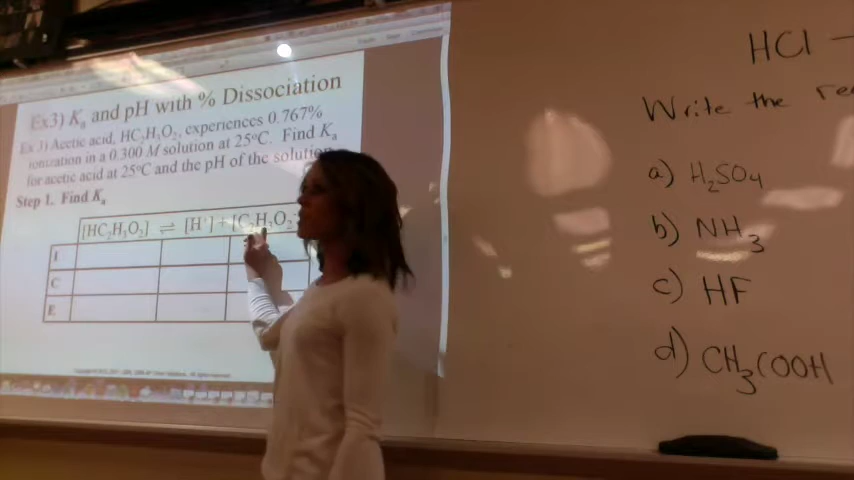 Ex3) Ka and pH with % Dissociation
Ex 3) Acetic acid, HC2H3O2, experiences 0.767%
ionization in a 0.300 M solution at 25°C. Find Ka
for acetic acid at 25°C and the pH of the solution
Step 1. Find Ka
[HC2H3O2] ⇌ [H+] + [C2H3O2
I
C
E
HCl
Write the rea
a) H2SO4
b) NH3
c) HF
d) CH3COOH